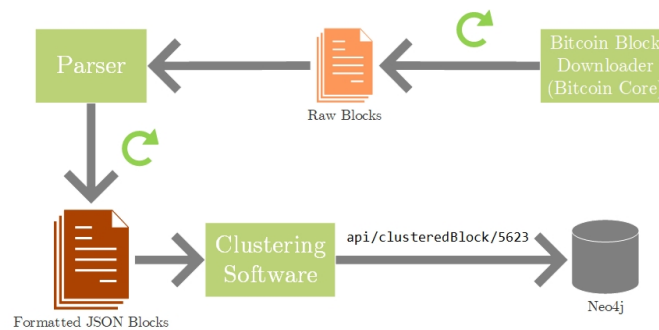 Parser
Bitcoin Block
Downloader
(Bitcoin Core)
Raw Blocks
Clustering
Software
api/clusteredBlock/5623
Formatted JSON Blocks
Neo4j